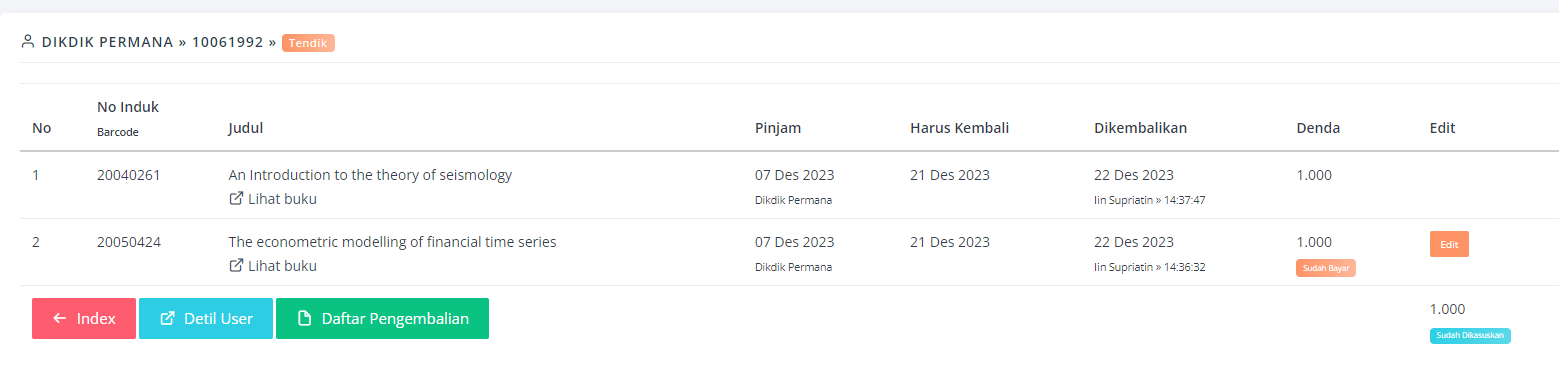 DIKDIK PERMANA » 10061992 » Tendik
No No Induk Barcode Judul Pinjam Harus Kembali Dikembalikan Denda Edit
1 20040261 An Introduction to the theory of seismology 07 Des 2023 21 Des 2023 22 Des 2023 1.000
Lihat buku Dikdik Permana Iin Supriatin » 14:37:47
2 20050424 The econometric modelling of financial time series 07 Des 2023 21 Des 2023 22 Des 2023 1.000 Edit
Lihat buku Dikdik Permana Iin Supriatin » 14:36:32 Sudah Bayar
Index Detil User Daftar Pengembalian 1.000
Sudah Dikasuskan